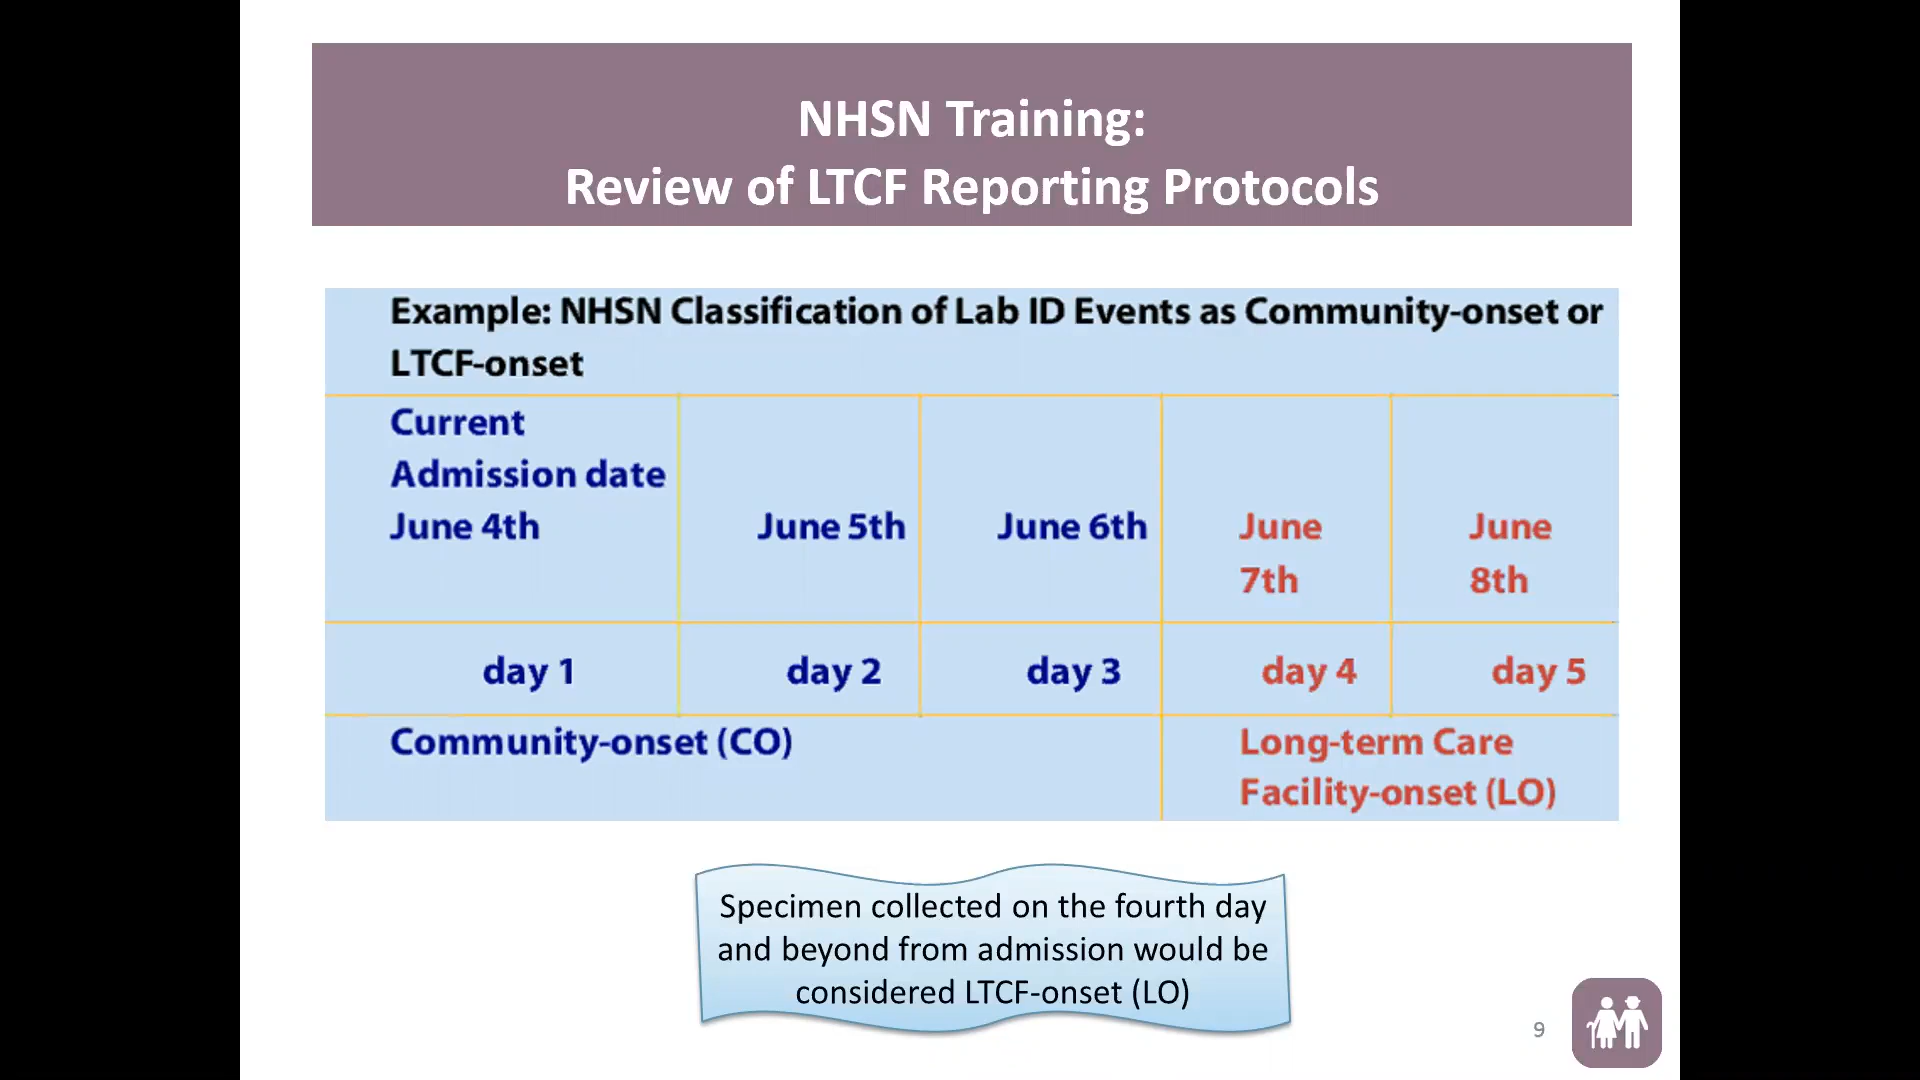 NHSN Training:
Review of LTCF Reporting Protocols
Example: NHSN Classification of Lab ID Events as Community-onset or
LTCF-onset
Current
Admission date
June 4th
June 5th
June 6th
June
7th
June
8th
day 1
day 2
day 3
day 4
day 5
Community-onset (CO)
Long-term Care
Facility-onset (LO)
Specimen collected on the fourth day
and beyond from admission would be
considered LTCF-onset (LO)
9